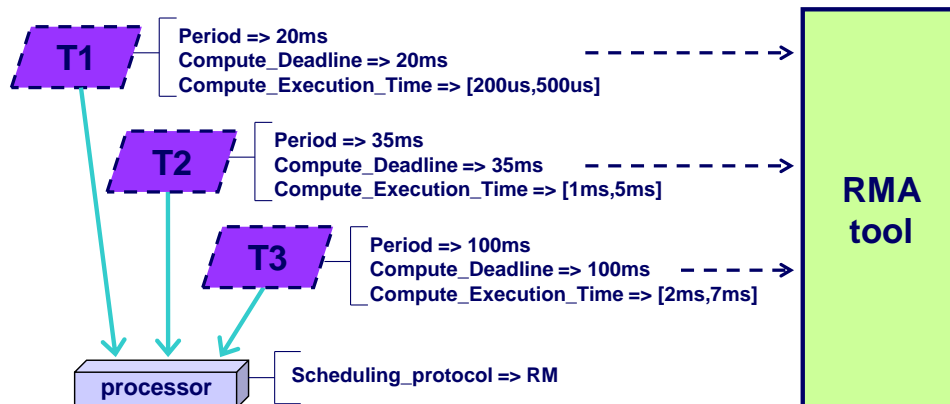 T1
Period => 20ms
Compute_Deadline => 20ms
Compute_Execution_Time => [200us,500us]
T2
Period => 35ms
Compute_Deadline => 35ms
Compute_Execution_Time => [1ms,5ms]
T3
Period => 100ms
Compute_Deadline => 100ms
Compute_Execution_Time => [2ms,7ms]
RMA
tool
processor
Scheduling_protocol => RM